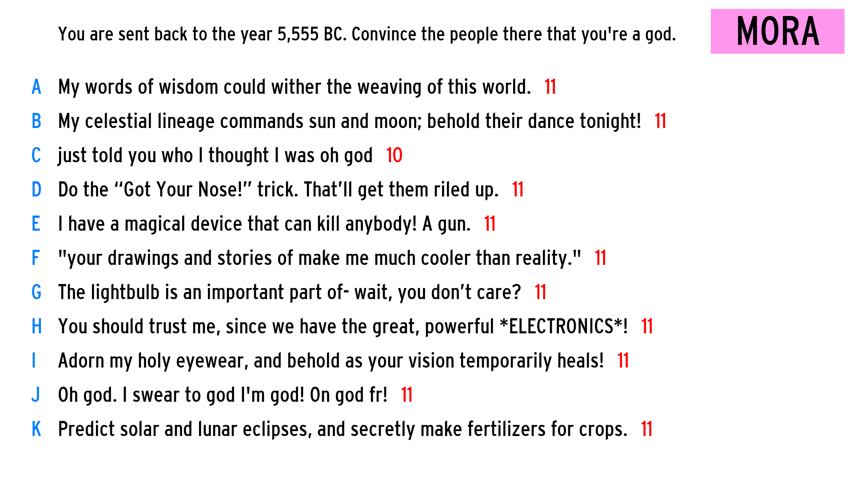 You are sent back to the year 5,555 BC. Convince the people there that you're a god.
MORA
A My words of wisdom could wither the weaving of this world. 11
B My celestial lineage commands sun and moon; behold their dance tonight! 11
C just told you who I thought I was oh god 10
D Do the “Got Your Nose!” trick. That’ll get them riled up. 11
E I have a magical device that can kill anybody! A gun. 11
F "your drawings and stories of make me much cooler than reality." 11
G The lightbulb is an important part of- wait, you don’t care? 11
H You should trust me, since we have the great, powerful *ELECTRONICS*! 11
I Adorn my holy eyewear, and behold as your vision temporarily heals! 11
J Oh god. I swear to god I'm god! On god fr! 11
K Predict solar and lunar eclipses, and secretly make fertilizers for crops. 11